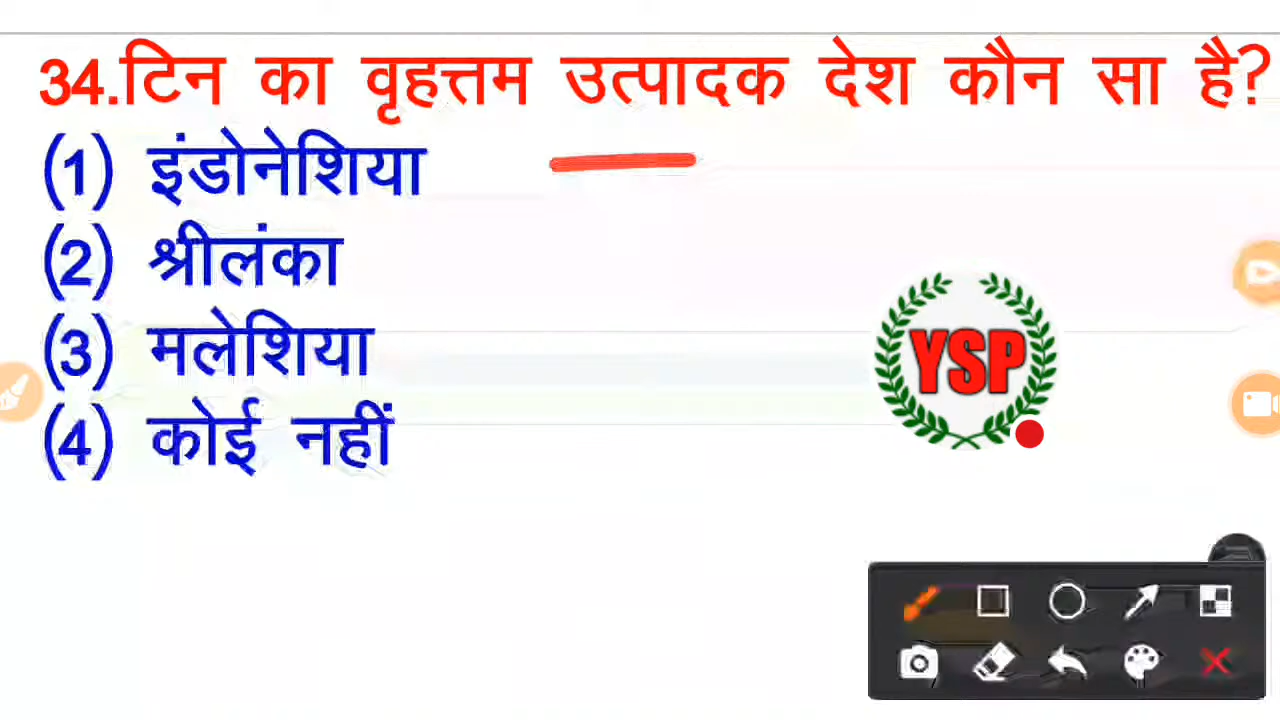 34.टिन का वृहत्तम उत्पादक देश कौन सा है?
(1) इंडोनेशिया
(2) श्रीलंका
(3) मलेशिया
(4) कोई नहीं
YSP